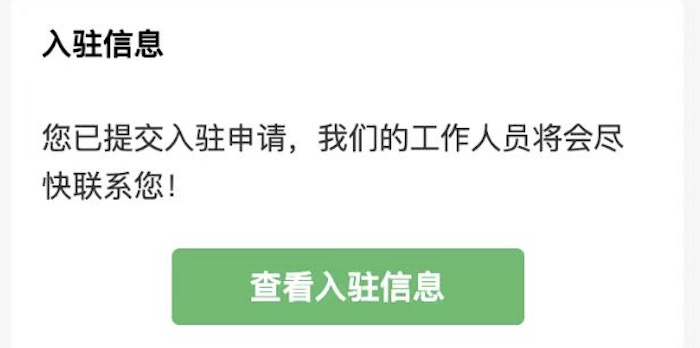 入驻信息
您已提交入驻申请，我们的工作人员将会尽
快联系您！
查看入驻信息